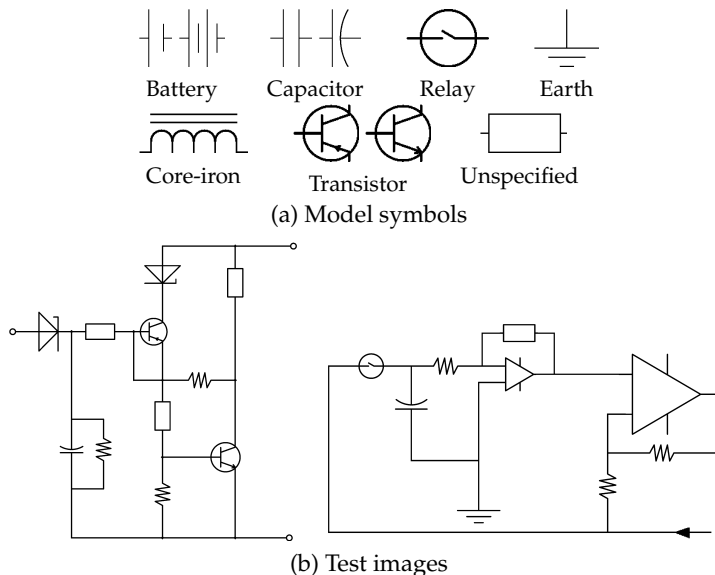 Battery Capacitor Relay Earth
Core-iron Transistor Unspecified
(a) Model symbols
(b) Test images